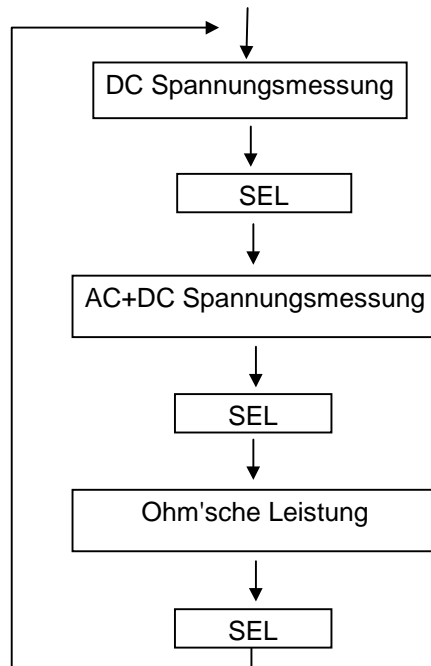 DC Spannungsmessung
SEL
AC+DC Spannungsmessung
SEL
Ohm'sche Leistung
SEL